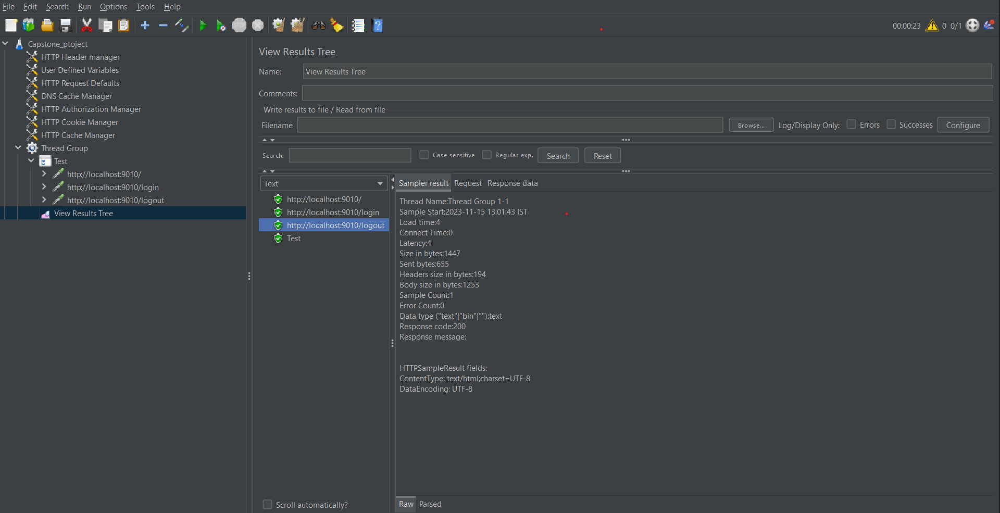 File Edit Search Run Options Tools Help
STOP
00:00:23 0 0/1
Capstone_ptoject
HTTP Header manager
User Defined Variables
HTTP Request Defaults
DNS Cache Manager
HTTP Authorization Manager
HTTP Cookie Manager
HTTP Cache Manager
Thread Group
Test
http://localhost:9010/
http://localhost:9010/login
http://localhost:9010/logout
View Results Tree
View Results Tree
Name: View Results Tree
Comments:
Write results to file / Read from file
Filename Browse... Log/Display Only: Errors Successes Configure
Search: Case sensitive Regular exp. Search Reset
Text
http://localhost:9010/
http://localhost:9010/login
http://localhost:9010/logout
Test
Scroll automatically?
Sampler result Request Response data
Thread Name:Thread Group 1-1
Sample Start:2023-11-15 13:01:43 IST
Load time:4
Connect Time:0
Latency:4
Size in bytes:1447
Sent bytes:655
Headers size in bytes:194
Body size in bytes:1253
Sample Count:1
Error Count:0
Data type ("text"|"bin"|""):text
Response code:200
Response message:
HTTPSampleResult fields:
ContentType: text/html;charset=UTF-8
DataEncoding: UTF-8
Raw Parsed